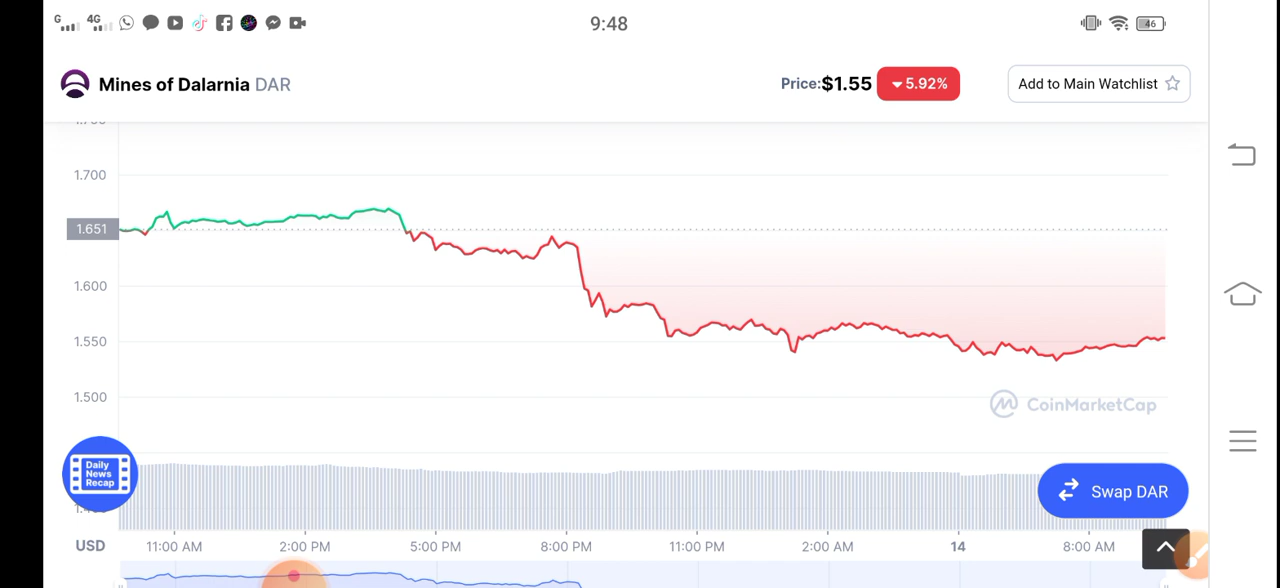 G 4G 9:48 46
Mines of Dalarnia DAR Price:$1.55 5.92% Add to Main Watchlist
1.700
1.651
1.600
1.550
1.500
CoinMarketCap
Daily
News
Recap
Swap DAR
USD 11:00 AM 2:00 PM 5:00 PM 8:00 PM 11:00 PM 2:00 AM 14 8:00 AM